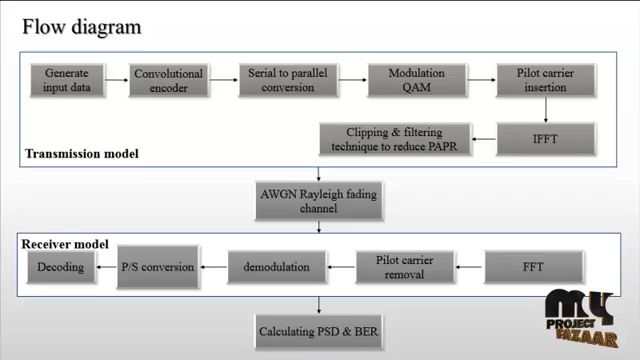 Flow diagram
Generate
input data
Convolutional
encoder
Serial to parallel
conversion
Modulation
QAM
Pilot carrier
insertion
IFFT
Clipping & filtering
technique to reduce PAPR
Transmission model
AWGN Rayleigh fading
channel
Receiver model
Decoding
P/S conversion
demodulation
Pilot carrier
removal
FFT
Calculating PSD & BER
MY
PROJECT
BAZAAR